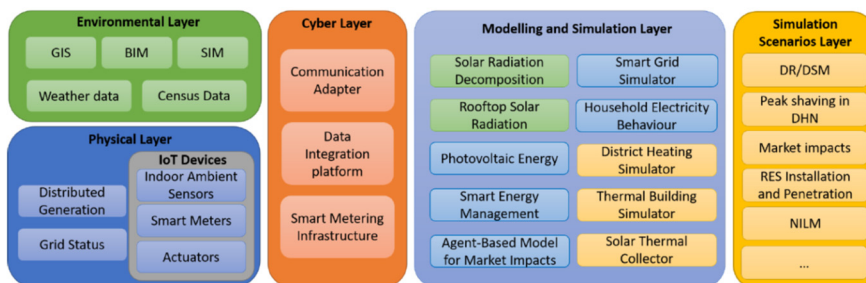 Environmental Layer
GIS
BIM
SIM
Weather data
Census Data
Physical Layer
IoT Devices
Distributed
Generation
Grid Status
Indoor Ambient
Sensors
Smart Meters
Actuators
Cyber Layer
Communication
Adapter
Data
Integration
platform
Smart Metering
Infrastructure
Modelling and Simulation Layer
Solar Radiation
Decomposition
Rooftop Solar
Radiation
Photovoltaic Energy
Smart Energy
Management
Agent-Based Model
for Market Impacts
Smart Grid
Simulator
Household Electricity
Behaviour
District Heating
Simulator
Thermal Building
Simulator
Solar Thermal
Collector
Simulation
Scenarios Layer
DR/DSM
Peak shaving in
DHN
Market impacts
RES Installation
and Penetration
NILM
...